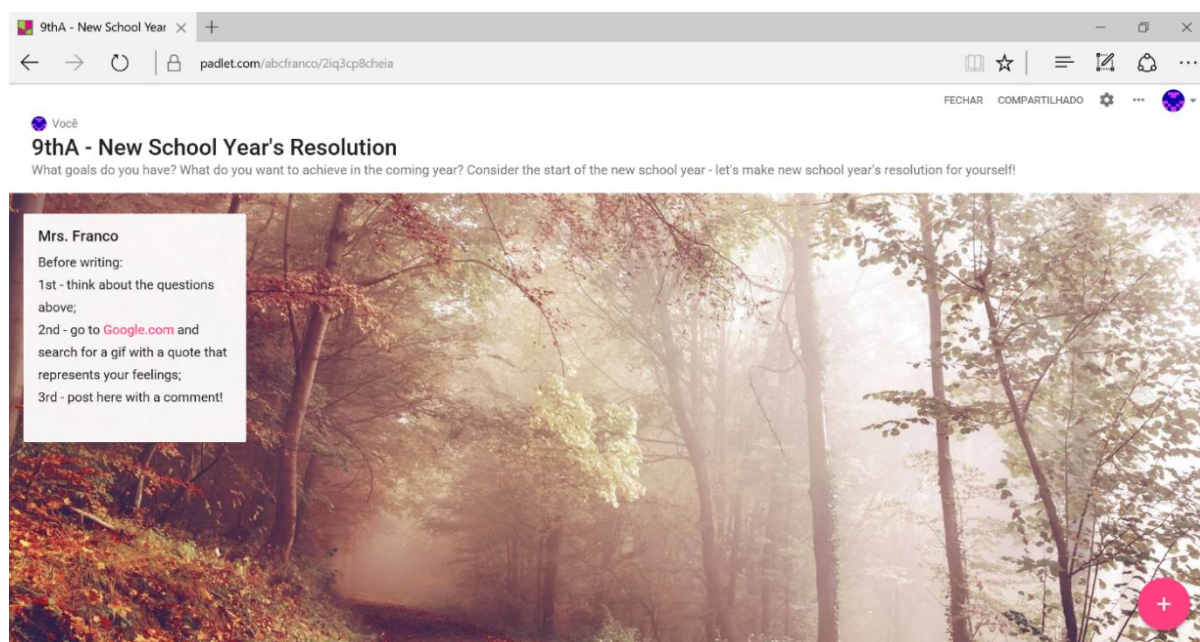 9thA - New School Year
padlet.com/abcfranco/2iq3cp8cheia
FECHAR COMPARTILHADO
Você
9thA - New School Year's Resolution
What goals do you have? What do you want to achieve in the coming year? Consider the start of the new school year - let's make new school year's resolution for yourself!
Mrs. Franco
Before writing:
1st - think about the questions
above;
2nd - go to Google.com and
search for a gif with a quote that
represents your feelings;
3rd - post here with a comment!